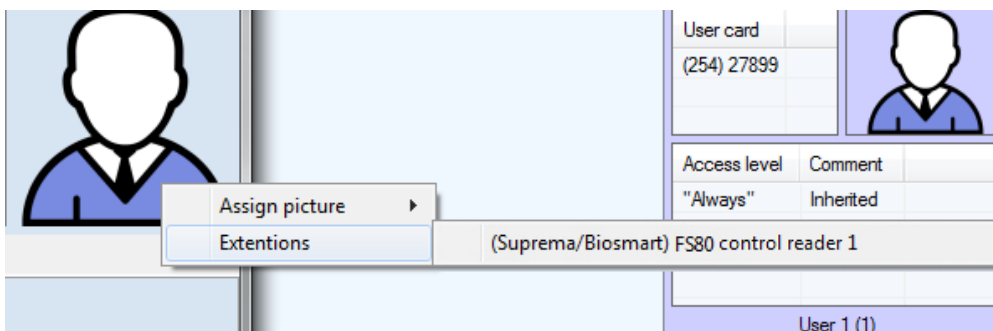 User card
(254) 27899
Access level Comment
"Always" Inherited
Assign picture
Extentions
(Suprema/Biosmart) FS80 control reader 1
User 1 (1)